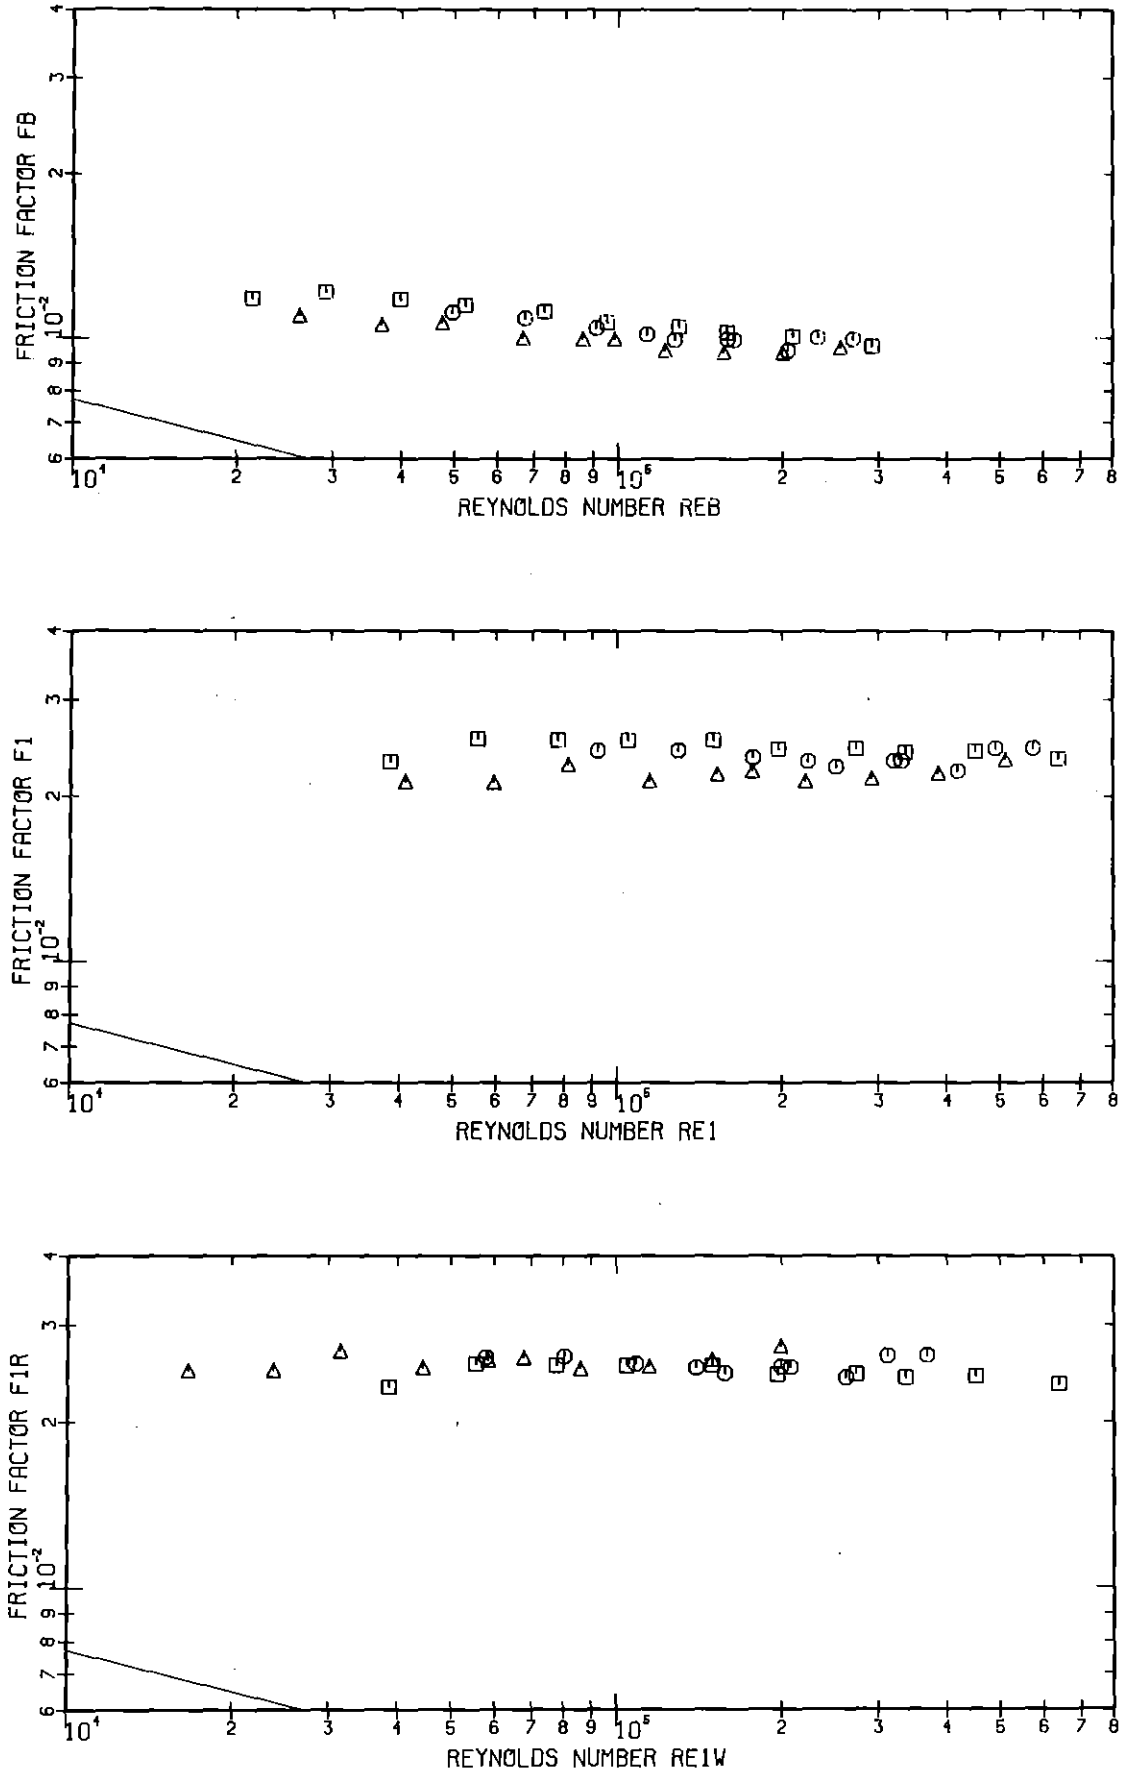 4
3
2
10-2
9
8
7
6
FRICTION FACTOR FB
10⁴ 2 3 4 5 6 7 8 9 10⁵ 2 3 4 5 6 7 8
REYNOLDS NUMBER REB
4
3
2
10-2
9
8
7
6
FRICTION FACTOR F1
10⁴ 2 3 4 5 6 7 8 9 10⁵ 2 3 4 5 6 7 8
REYNOLDS NUMBER RE1
4
3
2
10-2
9
8
7
6
FRICTION FACTOR F1R
10⁴ 2 3 4 5 6 7 8 9 10⁵ 2 3 4 5 6 7 8
REYNOLDS NUMBER RE1W